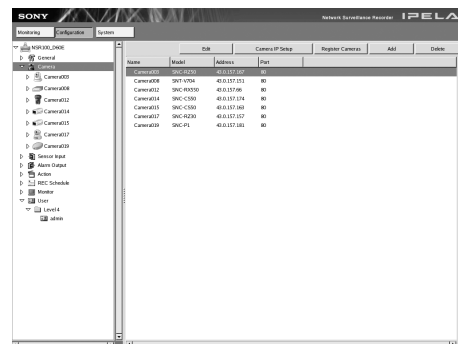 SONY
Network Surveillance Recorder IPELA
Monitoring Configuration System
NSR100_D60E
General
Camera
Camera003
Camera008
Camera012
Camera014
Camera015
Camera017
Camera019
Sensor Input
Alarm Output
Action
REC Schedule
Monitor
User
Level 4
admin
Edit Camera IP Setup Register Cameras Add Delete
Name Model Address Port
Camera003 SNC-RZ50 43.0.157.167 80
Camera008 SNT-V704 43.0.157.151 80
Camera012 SNC-RX550 43.0.157.66 80
Camera014 SNC-CS50 43.0.157.174 80
Camera015 SNC-CS50 43.0.157.163 80
Camera017 SNC-RZ30 43.0.157.157 80
Camera019 SNC-P1 43.0.157.181 80